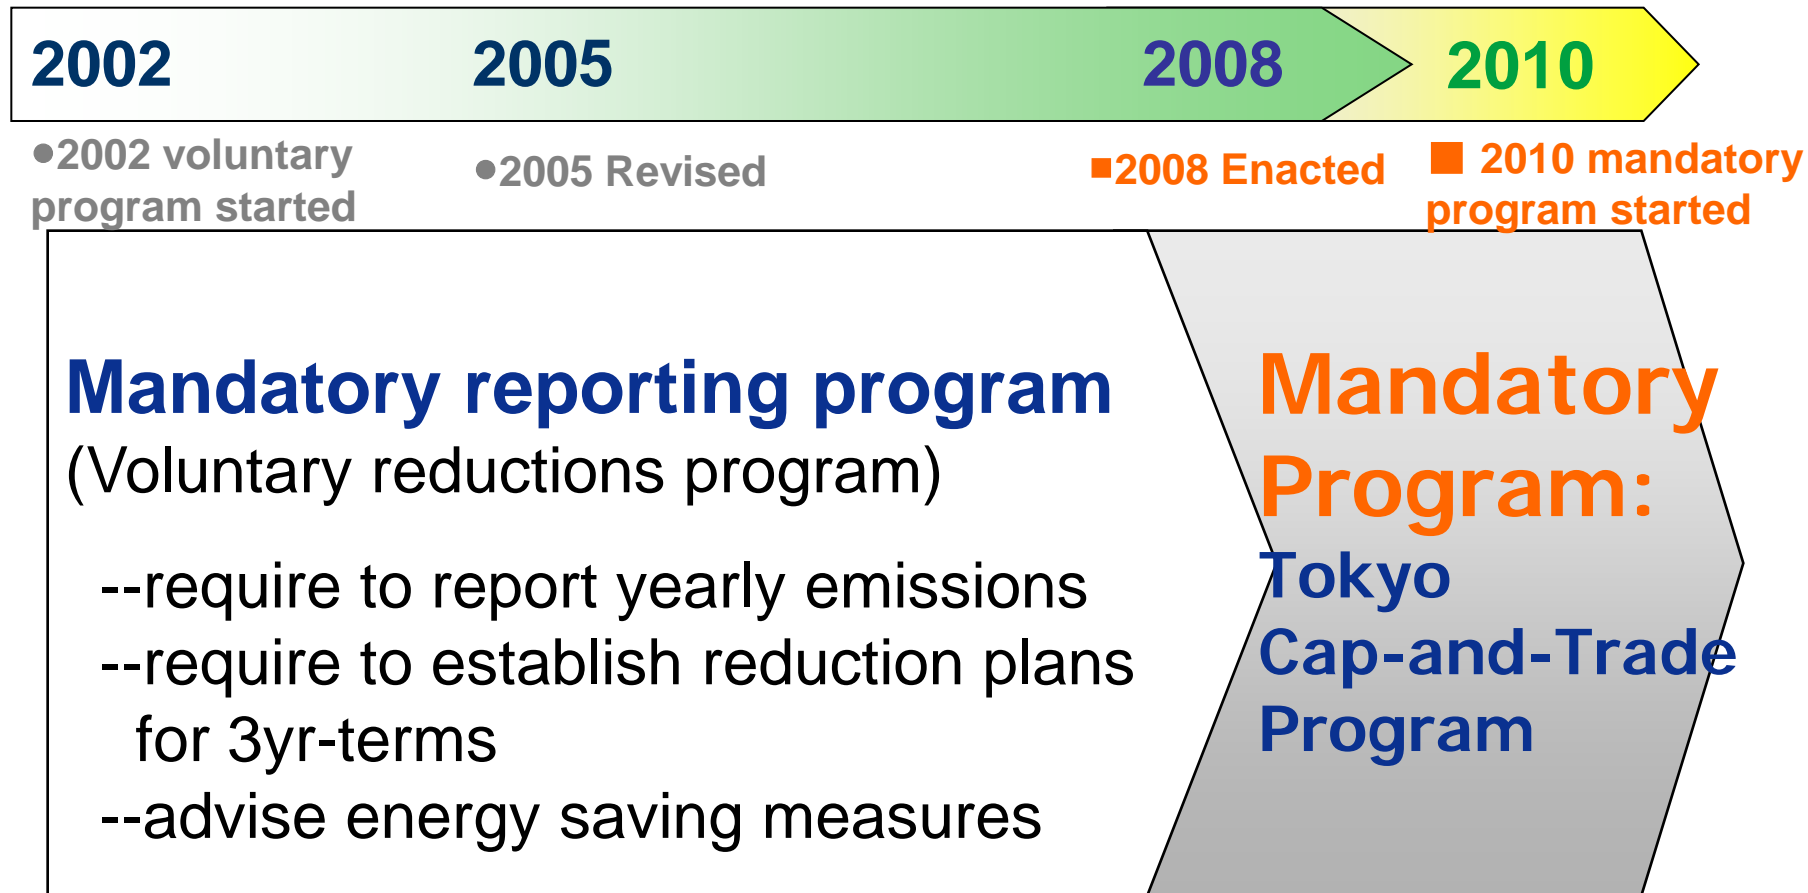 2002 2005 2008 2010
●2002 voluntary
program started
●2005 Revised
■2008 Enacted
■ 2010 mandatory
program started
Mandatory reporting program
(Voluntary reductions program)
--require to report yearly emissions
--require to establish reduction plans
for 3yr-terms
--advise energy saving measures
Mandatory
Program:
Tokyo
Cap-and-Trade
Program